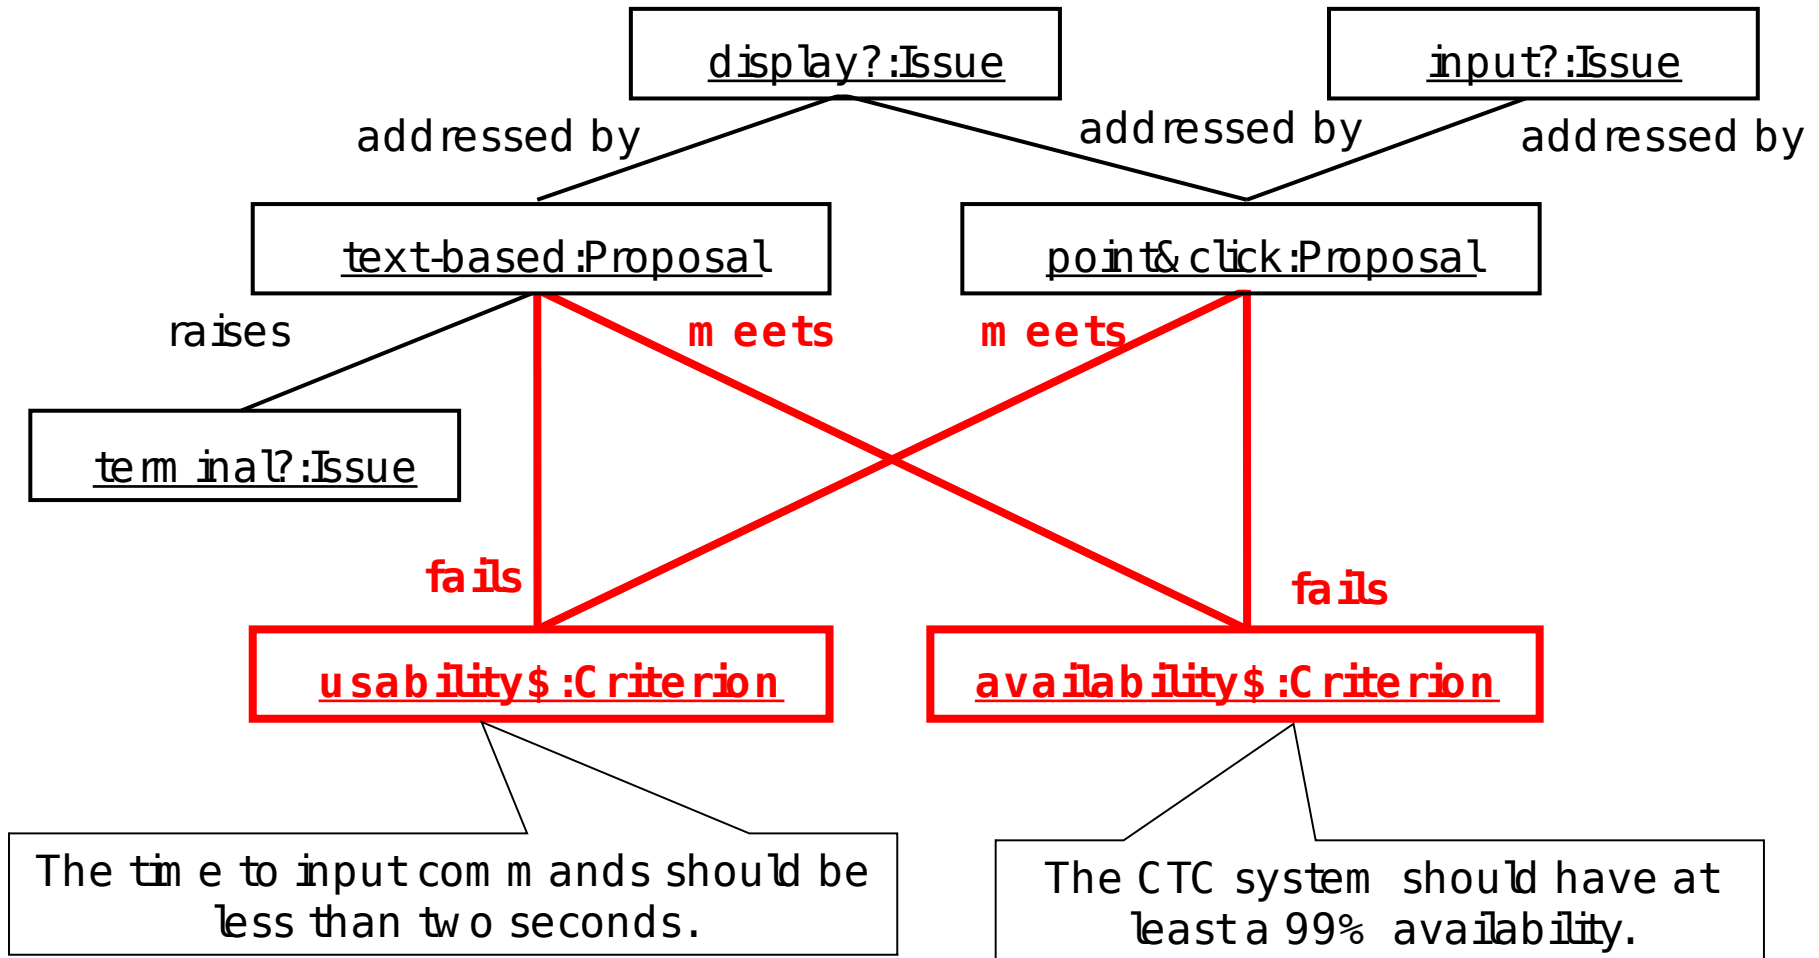 display?:Issue
input?:Issue
addressed by
addressed by
addressed by
text-based:Proposal
point&click:Proposal
raises
meets
meets
terminal?:Issue
fails
fails
usability$:Criterion
availability$:Criterion
The time to input commands should be
less than two seconds.
The CTC system should have at
least a 99% availability.